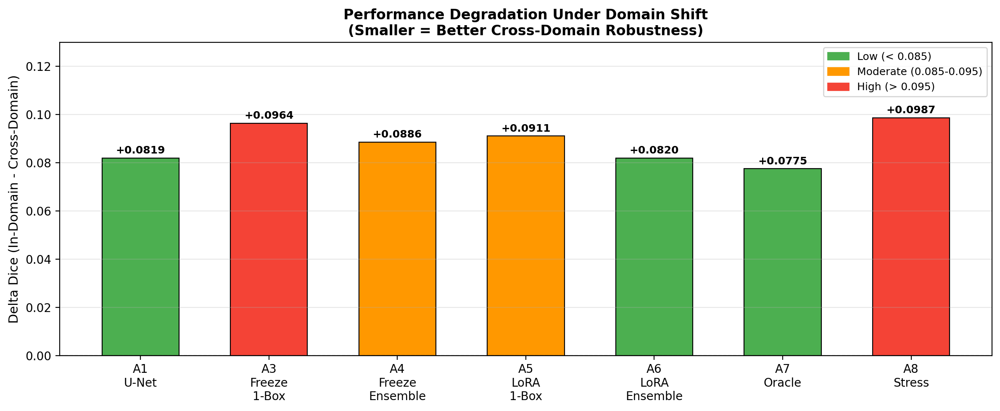 Performance Degradation Under Domain Shift
(Smaller = Better Cross-Domain Robustness)
Delta Dice (In-Domain - Cross-Domain)
0.12
0.10
0.08
0.06
0.04
0.02
0.00
Low (< 0.085)
Moderate (0.085-0.095)
High (> 0.095)
+0.0819
+0.0964
+0.0886
+0.0911
+0.0820
+0.0775
+0.0987
A1
U-Net
A3
Freeze
1-Box
A4
Freeze
Ensemble
A5
LoRA
1-Box
A6
LoRA
Ensemble
A7
Oracle
A8
Stress